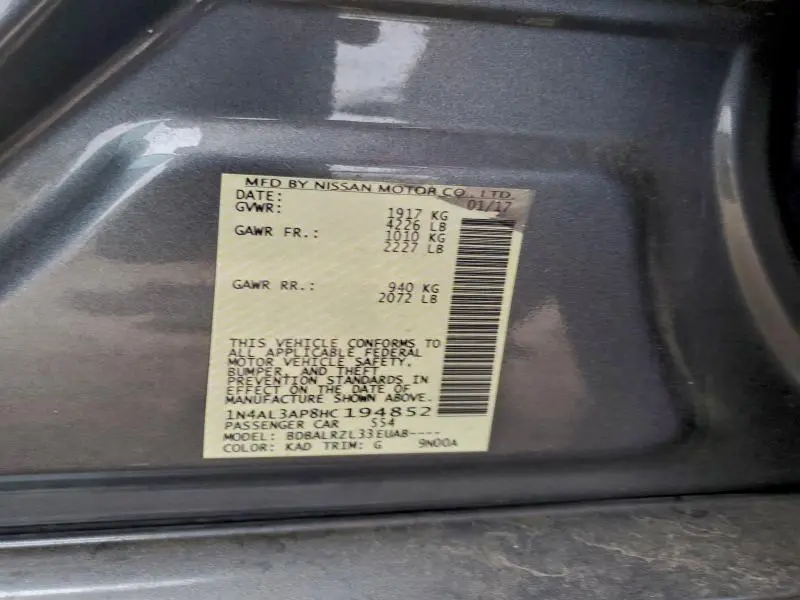 MFD BY NISSAN MOTOR CO., LTD.
DATE: 01/17
GVWR: 1917 KG
4226 LB
GAWR FR.: 1010 KG
2227 LB
GAWR RR.: 940 KG
2072 LB
THIS VEHICLE CONFORMS TO
ALL APPLICABLE FEDERAL
MOTOR VEHICLE SAFETY,
BUMPER, AND THEFT
PREVENTION STANDARDS IN
EFFECT ON THE DATE OF
MANUFACTURE SHOWN ABOVE.
1N4AL3AP8HC194852
PASSENGER CAR 554
MODEL: BDBALRZL33EUA8----
COLOR: KAD TRIM: G 9N00A